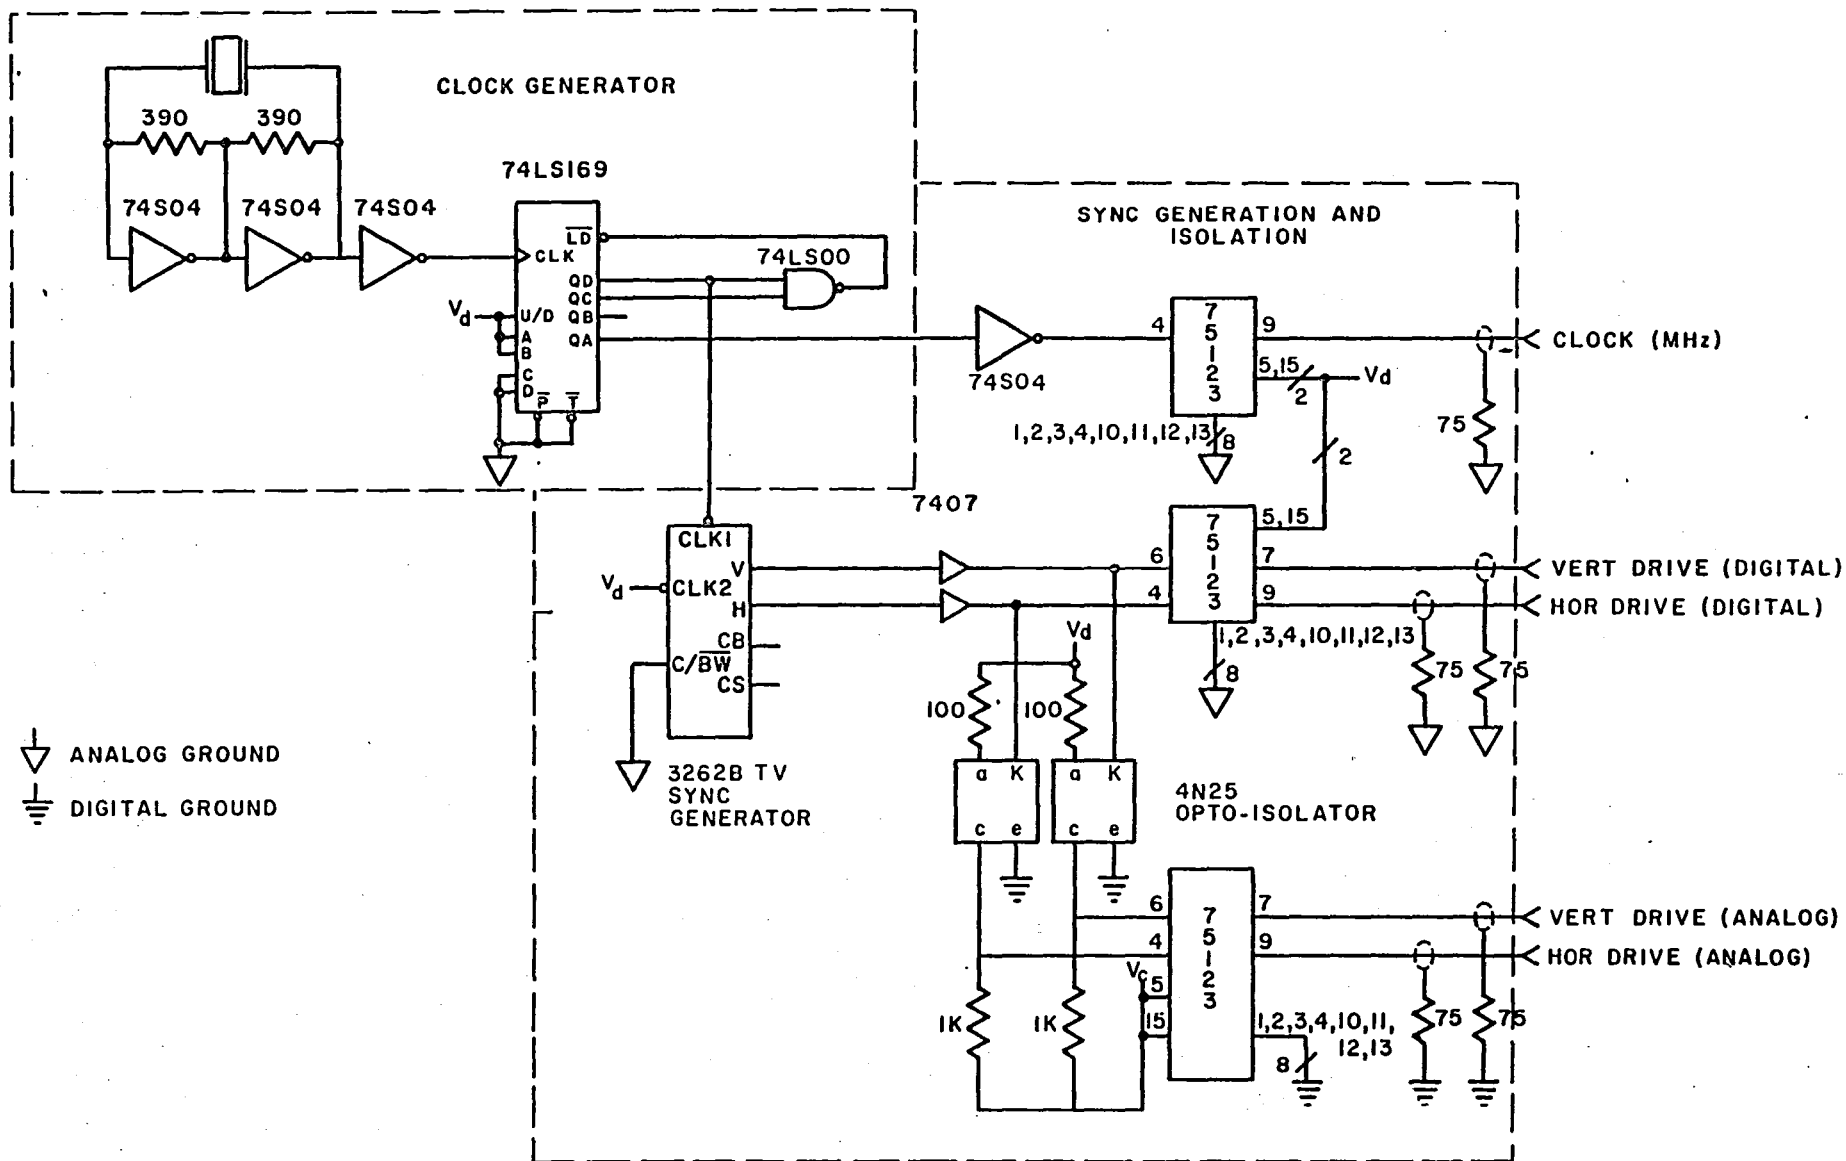 CLOCK GENERATOR
390
390
74LS169
74S04
74S04
74S04
CLK
LD
QD
QC
QB
QA
U/D
A
B
C
D
P
T
Vd
74LS00
SYNC GENERATION AND
ISOLATION
74S04
4
75123
9
5,15
2
Vd
1,2,3,4,10,11,12,13
8
2
75
CLOCK (MHz)
7407
CLK1
Vd
CLK2
V
H
CB
C/BW
CS
3262B TV
SYNC
GENERATOR
6
4
75123
5,15
7
9
1,2,3,4,10,11,12,13
8
75
75
VERT DRIVE (DIGITAL)
HOR DRIVE (DIGITAL)
Vd
100
100
a K
c e
a K
c e
4N25
OPTO-ISOLATOR
ANALOG GROUND
DIGITAL GROUND
6
4
Vc
5
15
75123
7
9
1,2,3,4,10,11,
12,13
8
1K
1K
75
75
VERT DRIVE (ANALOG)
HOR DRIVE (ANALOG)